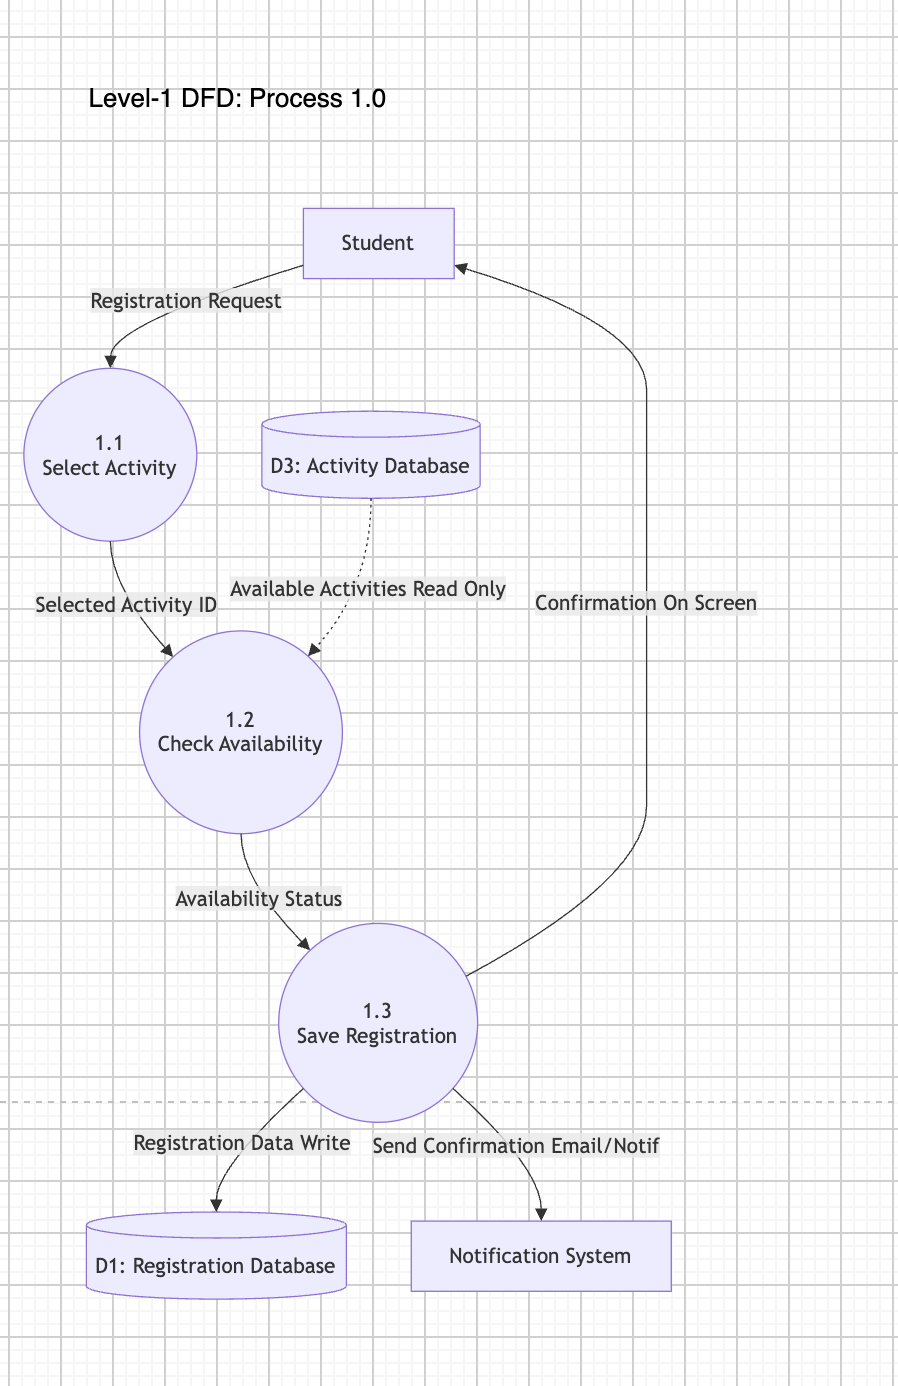 Level-1 DFD: Process 1.0
Student
Registration Request
1.1
Select Activity
D3: Activity Database
Available Activities Read Only
Selected Activity ID
Confirmation On Screen
1.2
Check Availability
Availability Status
1.3
Save Registration
Registration Data Write
Send Confirmation Email/Notif
D1: Registration Database
Notification System